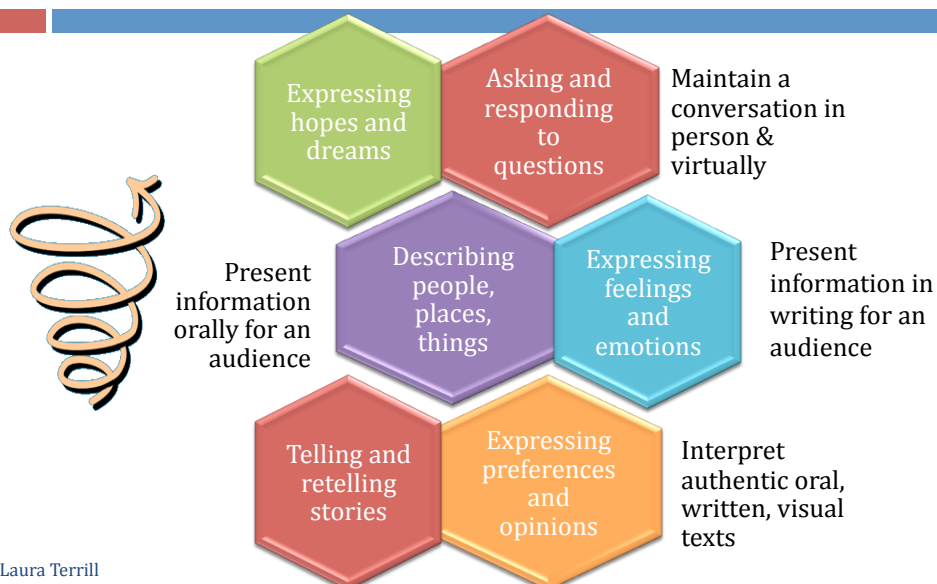 Expressing
hopes and
dreams
Asking and
responding
to
questions
Maintain a
conversation in
person &
virtually
Present
information
orally for an
audience
Describing
people,
places,
things
Expressing
feelings
and
emotions
Present
information in
writing for an
audience
Telling and
retelling
stories
Expressing
preferences
and
opinions
Interpret
authentic oral,
written, visual
texts
Laura Terrill